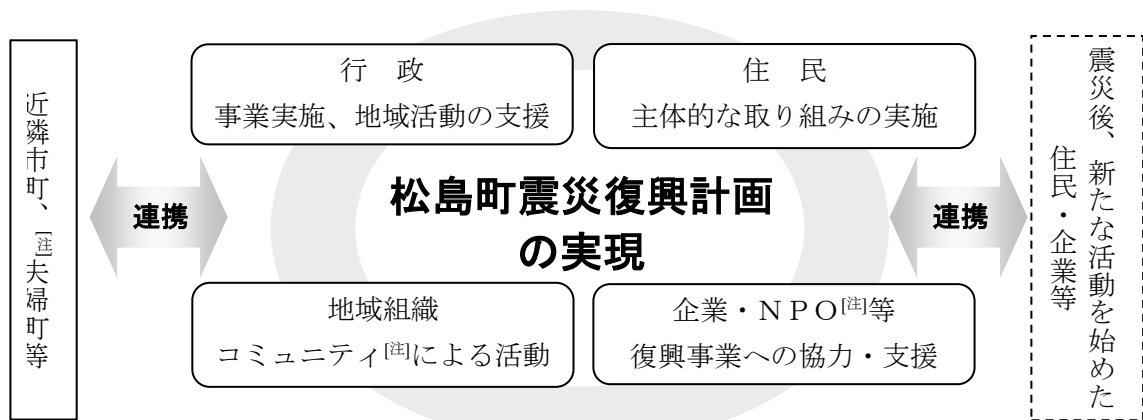 近隣市町、[注]夫婦町等
連携
行　政
事業実施、地域活動の支援
住　民
主体的な取り組みの実施
松島町震災復興計画
の実現
地域組織
コミュニティ[注]による活動
企業・ＮＰＯ[注]等
復興事業への協力・支援
連携
震災後、新たな活動を始めた
住民・企業等